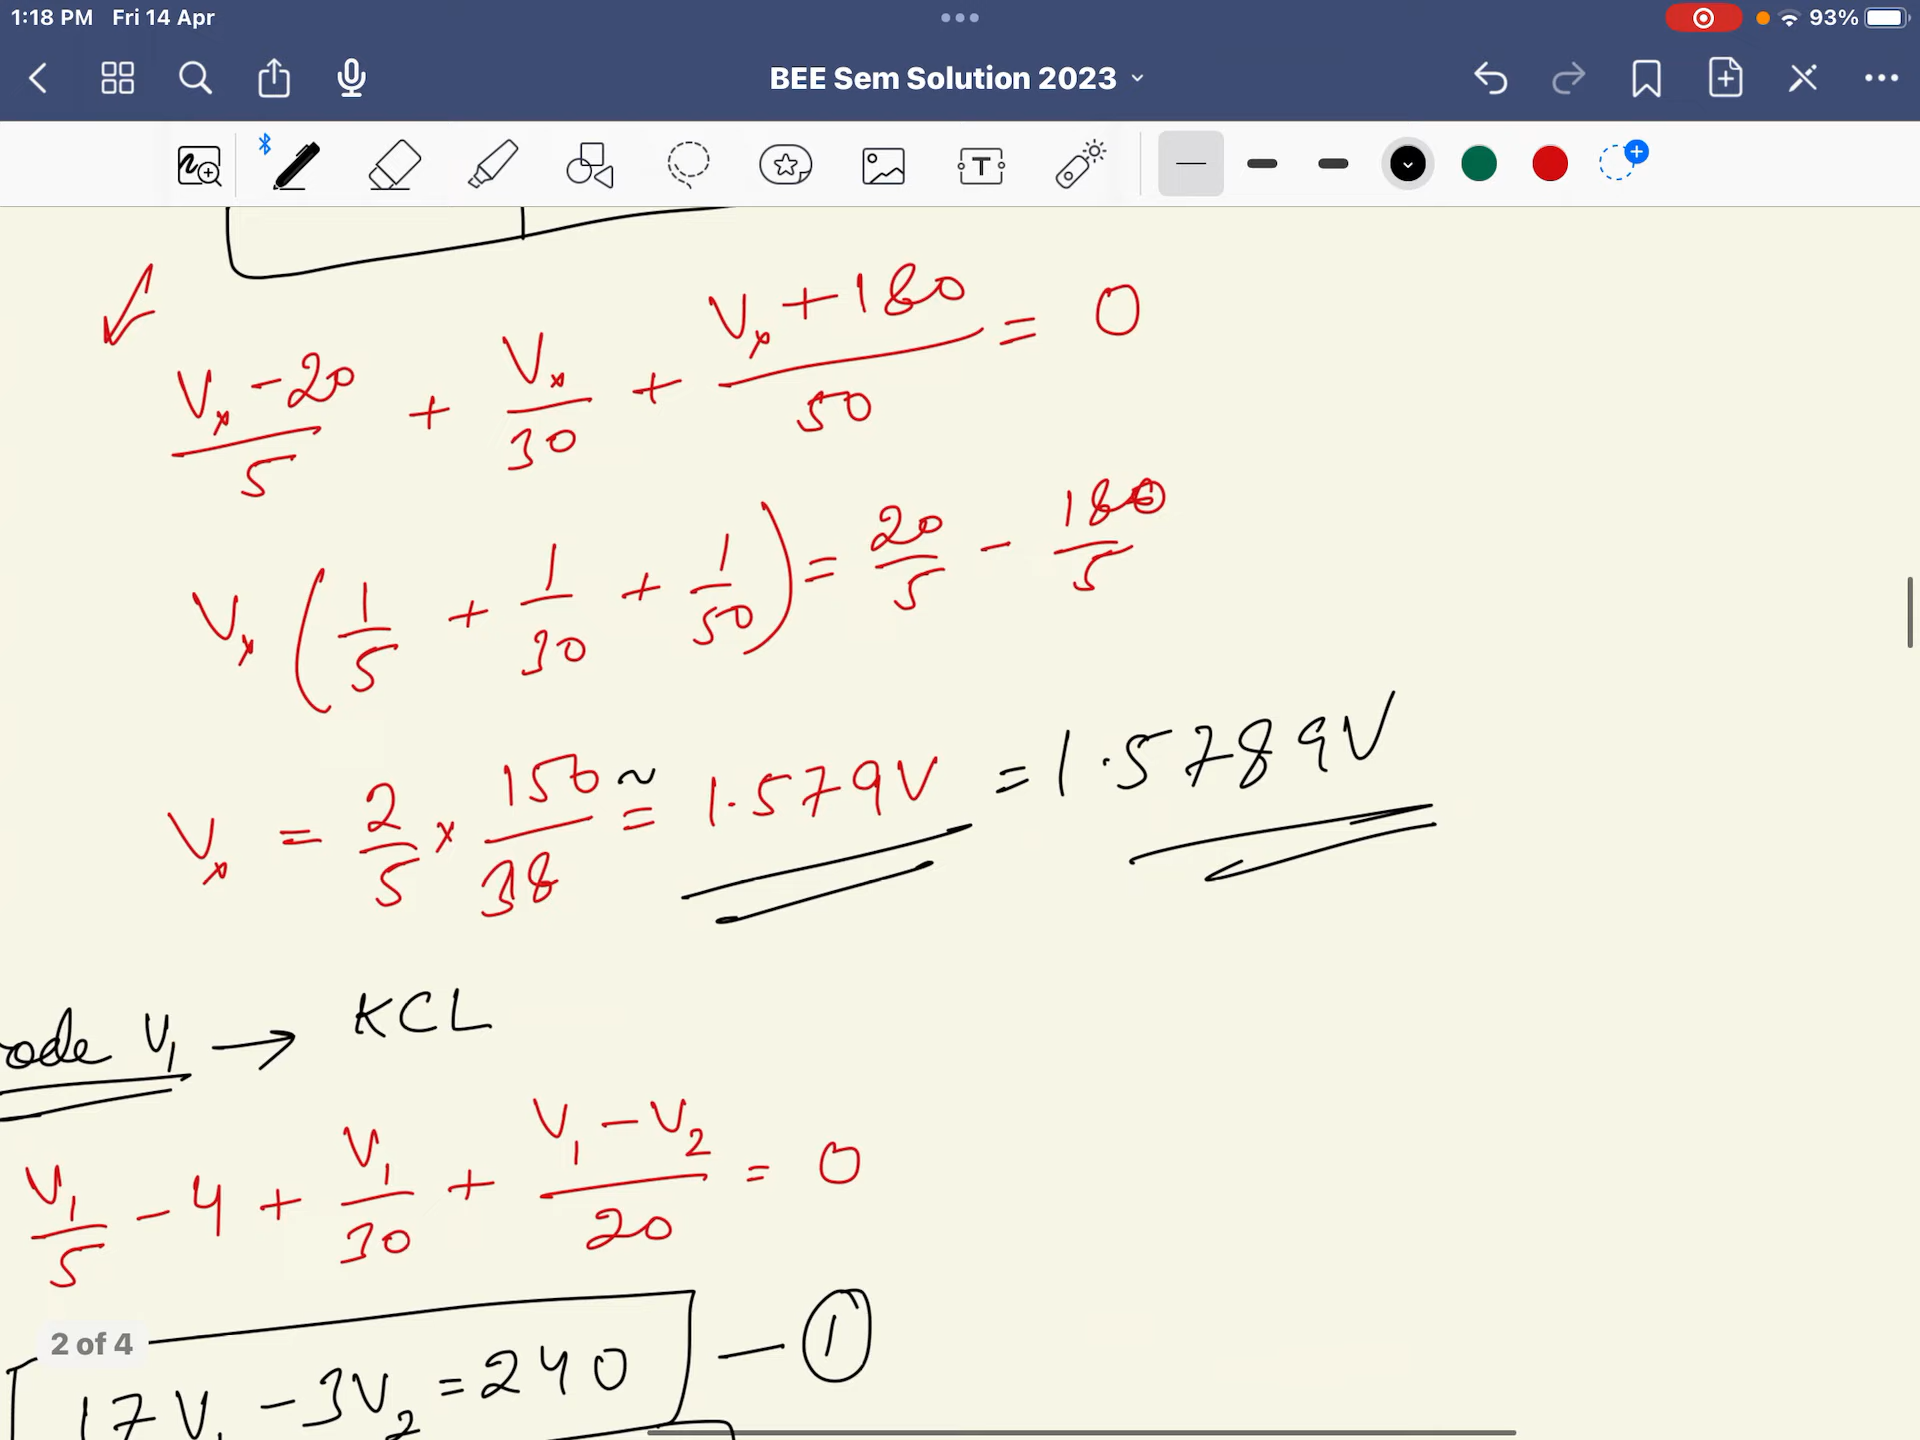 1:18 PM Fri 14 Apr 93%
BEE Sem Solution 2023
T
(Vx - 20)/5 + Vx/30 + (Vx + 180)/50 = 0
Vx (1/5 + 1/30 + 1/50) = 20/5 - 180/5
Vx = 2/5 × 150/38 ≈ 1.579V = 1.5789V
ode V₁ → KCL
V₁/5 - 4 + V₁/30 + (V₁ - V₂)/20 = 0
17V₁ - 3V₂ = 240 — ①
2 of 4